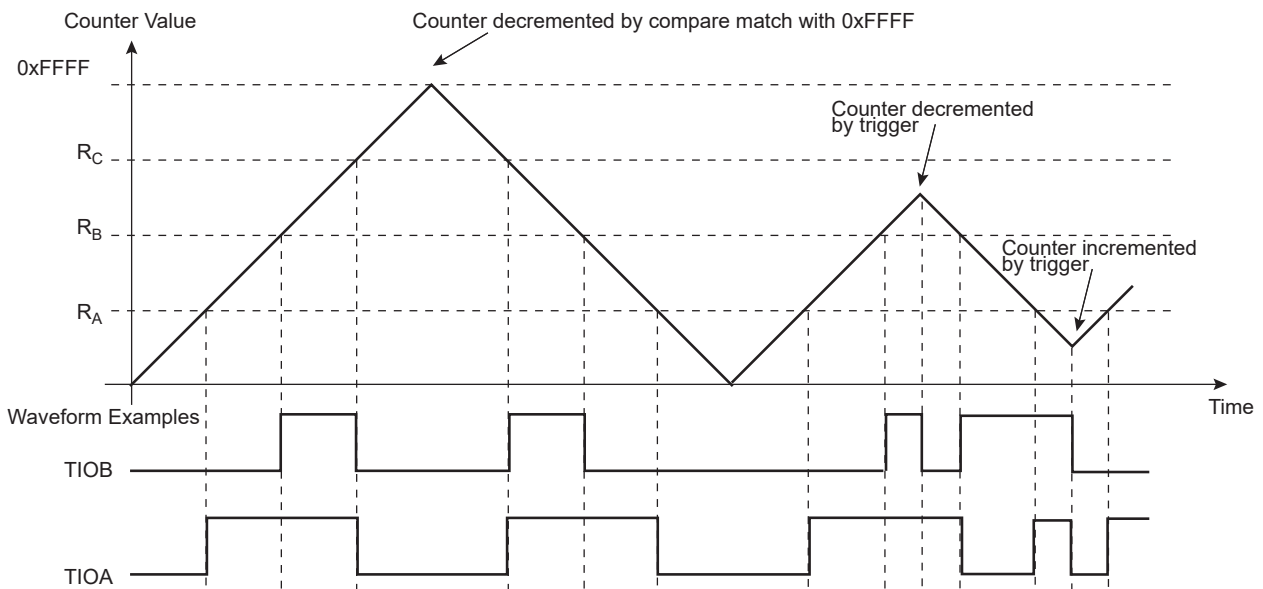 Counter Value
Counter decremented by compare match with 0xFFFF
0xFFFF
Counter decremented
by trigger
RC
RB
Counter incremented
by trigger
RA
Time
Waveform Examples
TIOB
TIOA